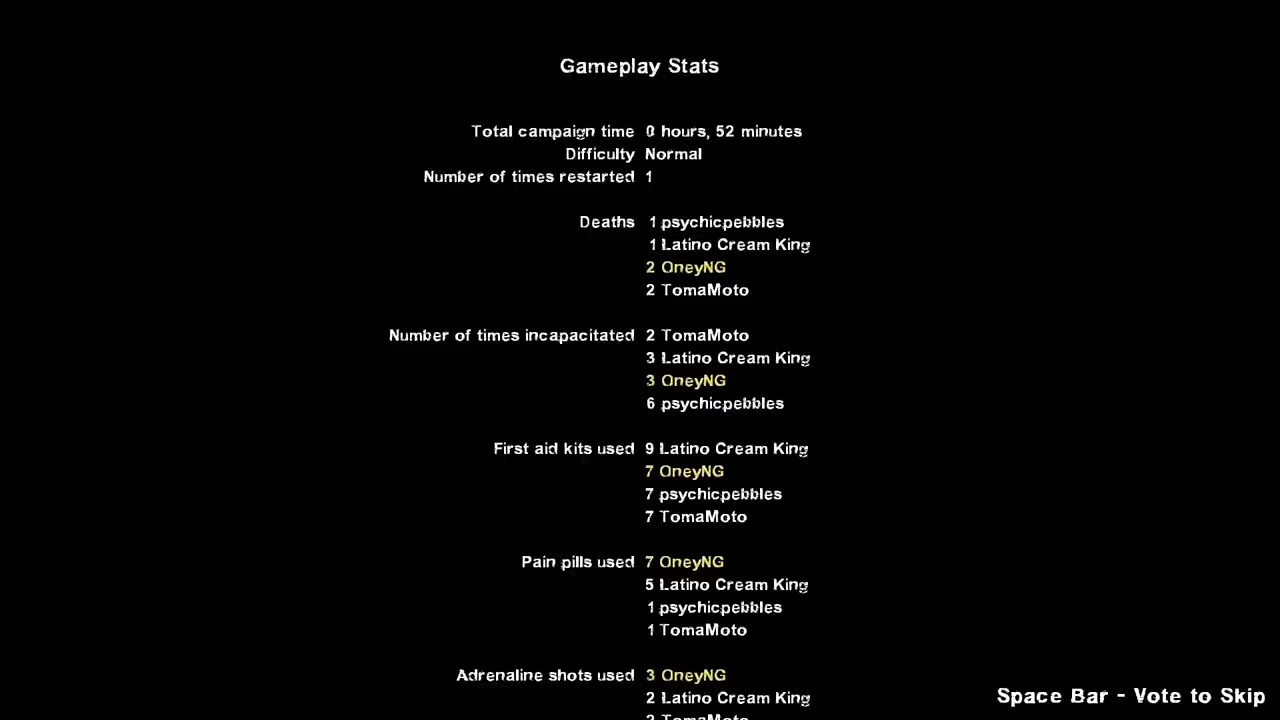 Gameplay Stats
Total campaign time 0 hours, 52 minutes
Difficulty Normal
Number of times restarted 1
Deaths 1 psychicpebbles
1 Latino Cream King
2 OneyNG
2 TomaMoto
Number of times incapacitated 2 TomaMoto
3 Latino Cream King
3 OneyNG
6 psychicpebbles
First aid kits used 9 Latino Cream King
7 OneyNG
7 psychicpebbles
7 TomaMoto
Pain pills used 7 OneyNG
5 Latino Cream King
1 psychicpebbles
1 TomaMoto
Adrenaline shots used 3 OneyNG
2 Latino Cream King
2 TomaMoto
Space Bar - Vote to Skip